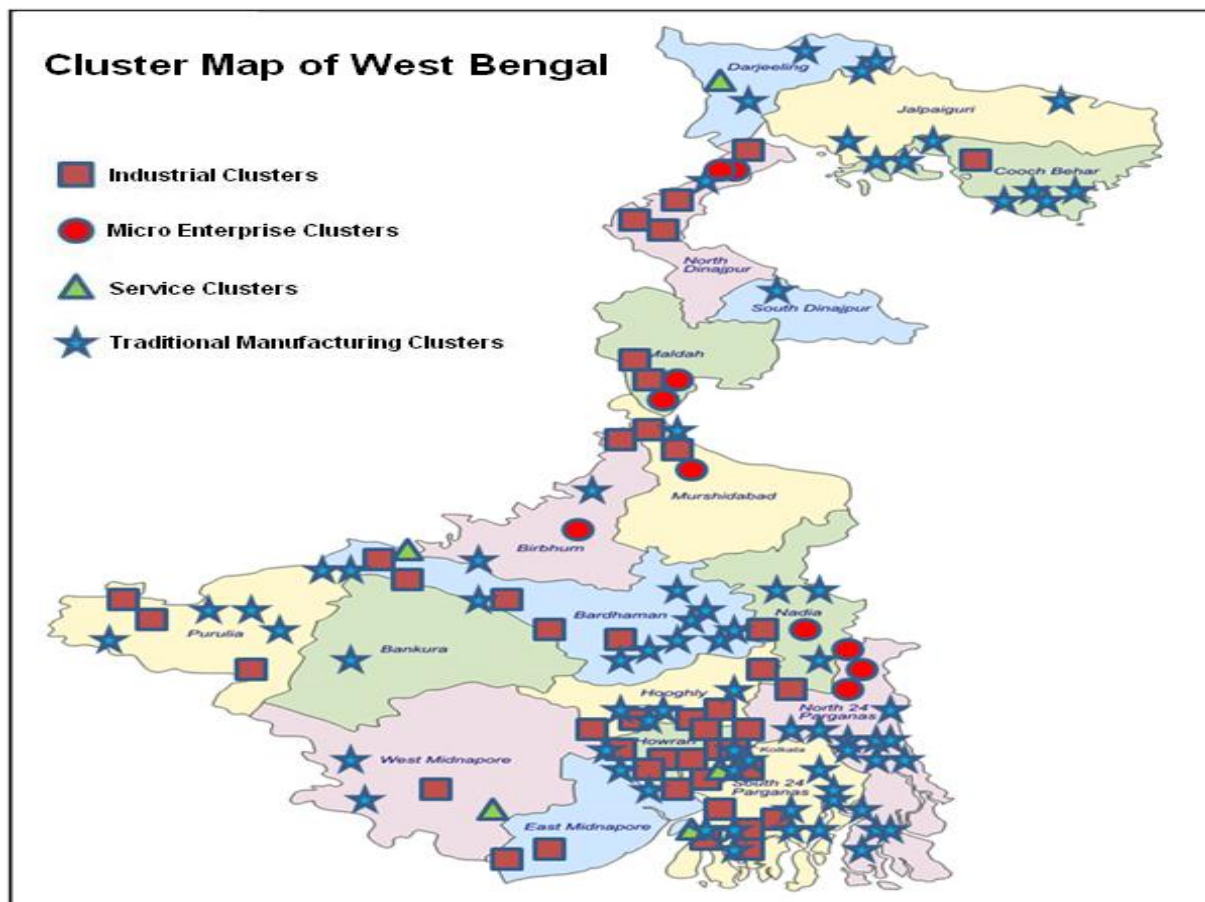 Cluster Map of West Bengal
Industrial Clusters
Micro Enterprise Clusters
Service Clusters
Traditional Manufacturing Clusters
Darjeeling
Jalpaiguri
Cooch Behar
North
Dinajpur
South Dinajpur
Maldah
Murshidabad
Birbhum
Bardhaman
Nadia
Purulia
Bankura
Hooghly
North 24
Parganas
Howrah
Kolkata
West Midnapore
South 24
Parganas
East Midnapore